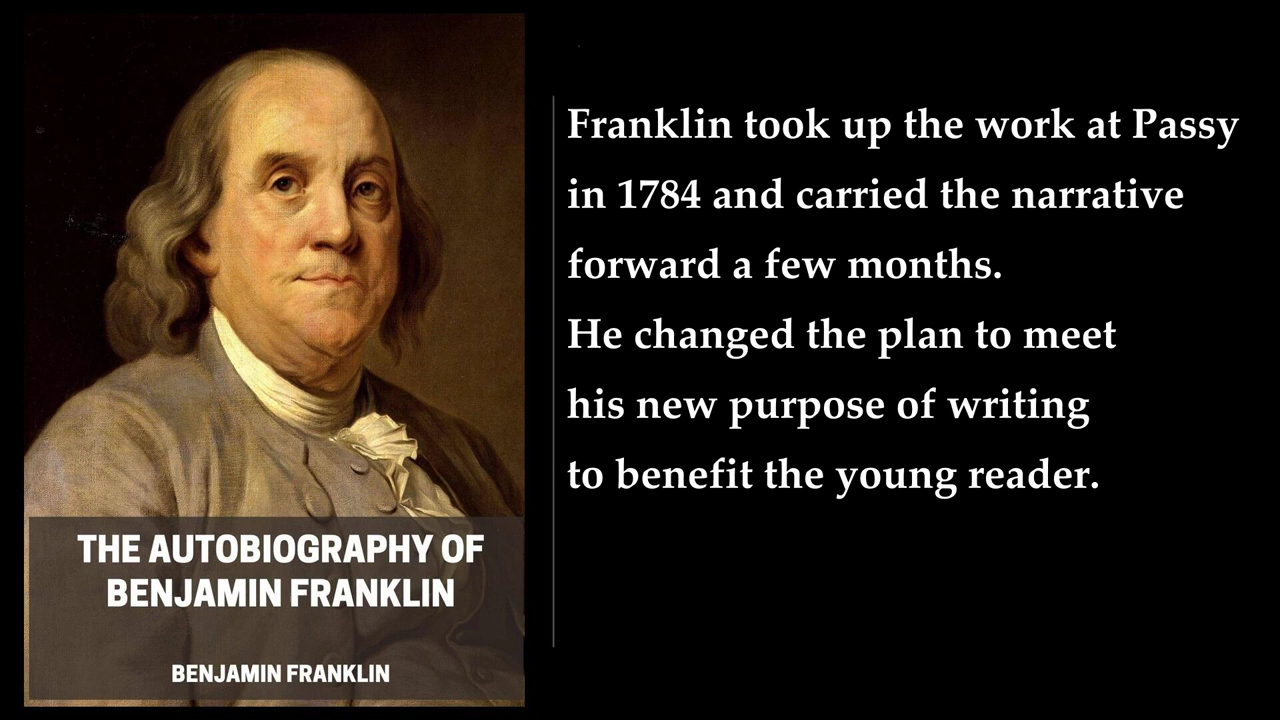 THE AUTOBIOGRAPHY OF
BENJAMIN FRANKLIN
BENJAMIN FRANKLIN
Franklin took up the work at Passy
in 1784 and carried the narrative
forward a few months.
He changed the plan to meet
his new purpose of writing
to benefit the young reader.